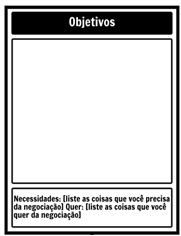 Objetivos
Necessidades: [liste as coisas que você precisa
da negociação] Quer: [liste as coisas que você
quer da negociação]